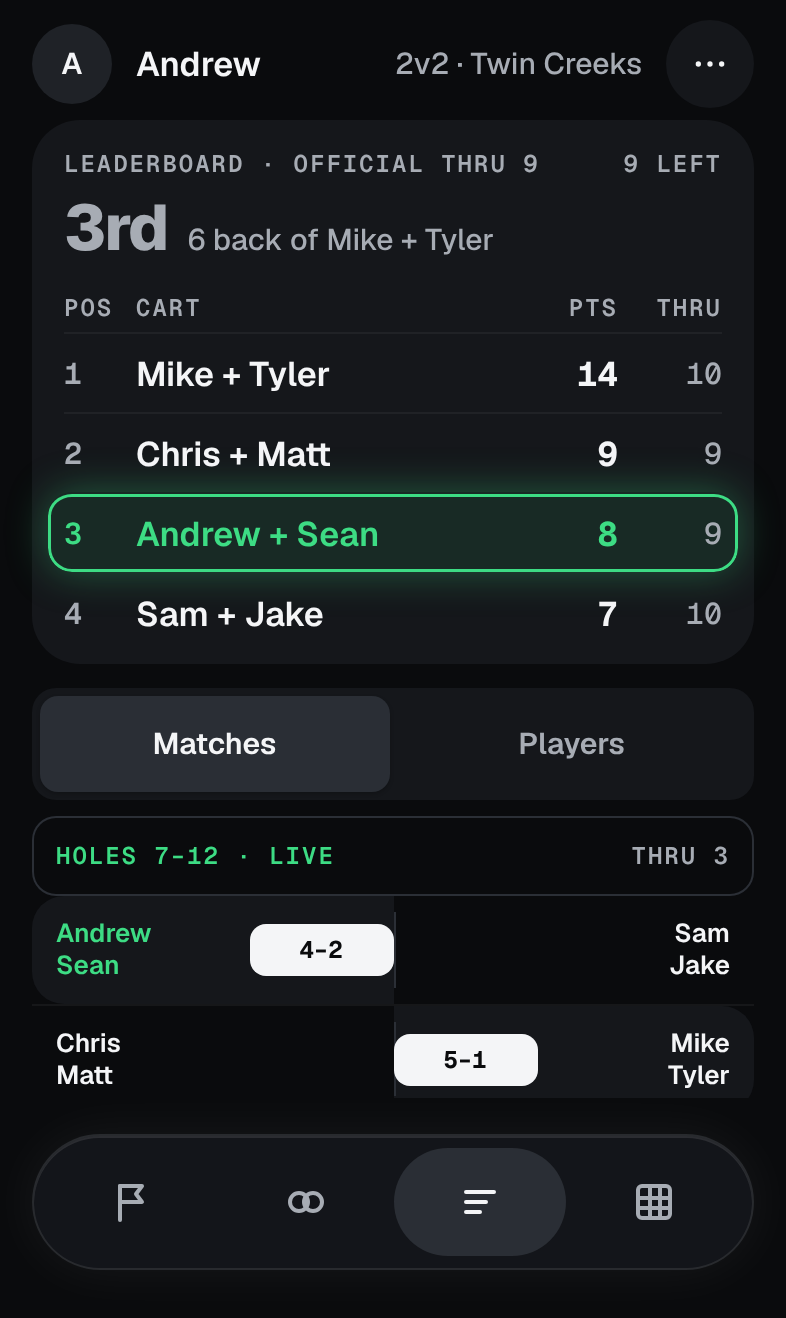 A Andrew 2v2 · Twin Creeks ···
LEADERBOARD · OFFICIAL THRU 9 9 LEFT
3rd 6 back of Mike + Tyler
POS CART PTS THRU
1 Mike + Tyler 14 10
2 Chris + Matt 9 9
3 Andrew + Sean 8 9
4 Sam + Jake 7 10
Matches Players
HOLES 7–12 · LIVE THRU 3
Andrew Sam
4–2
Sean Jake
Chris Mike
5–1
Matt Tyler